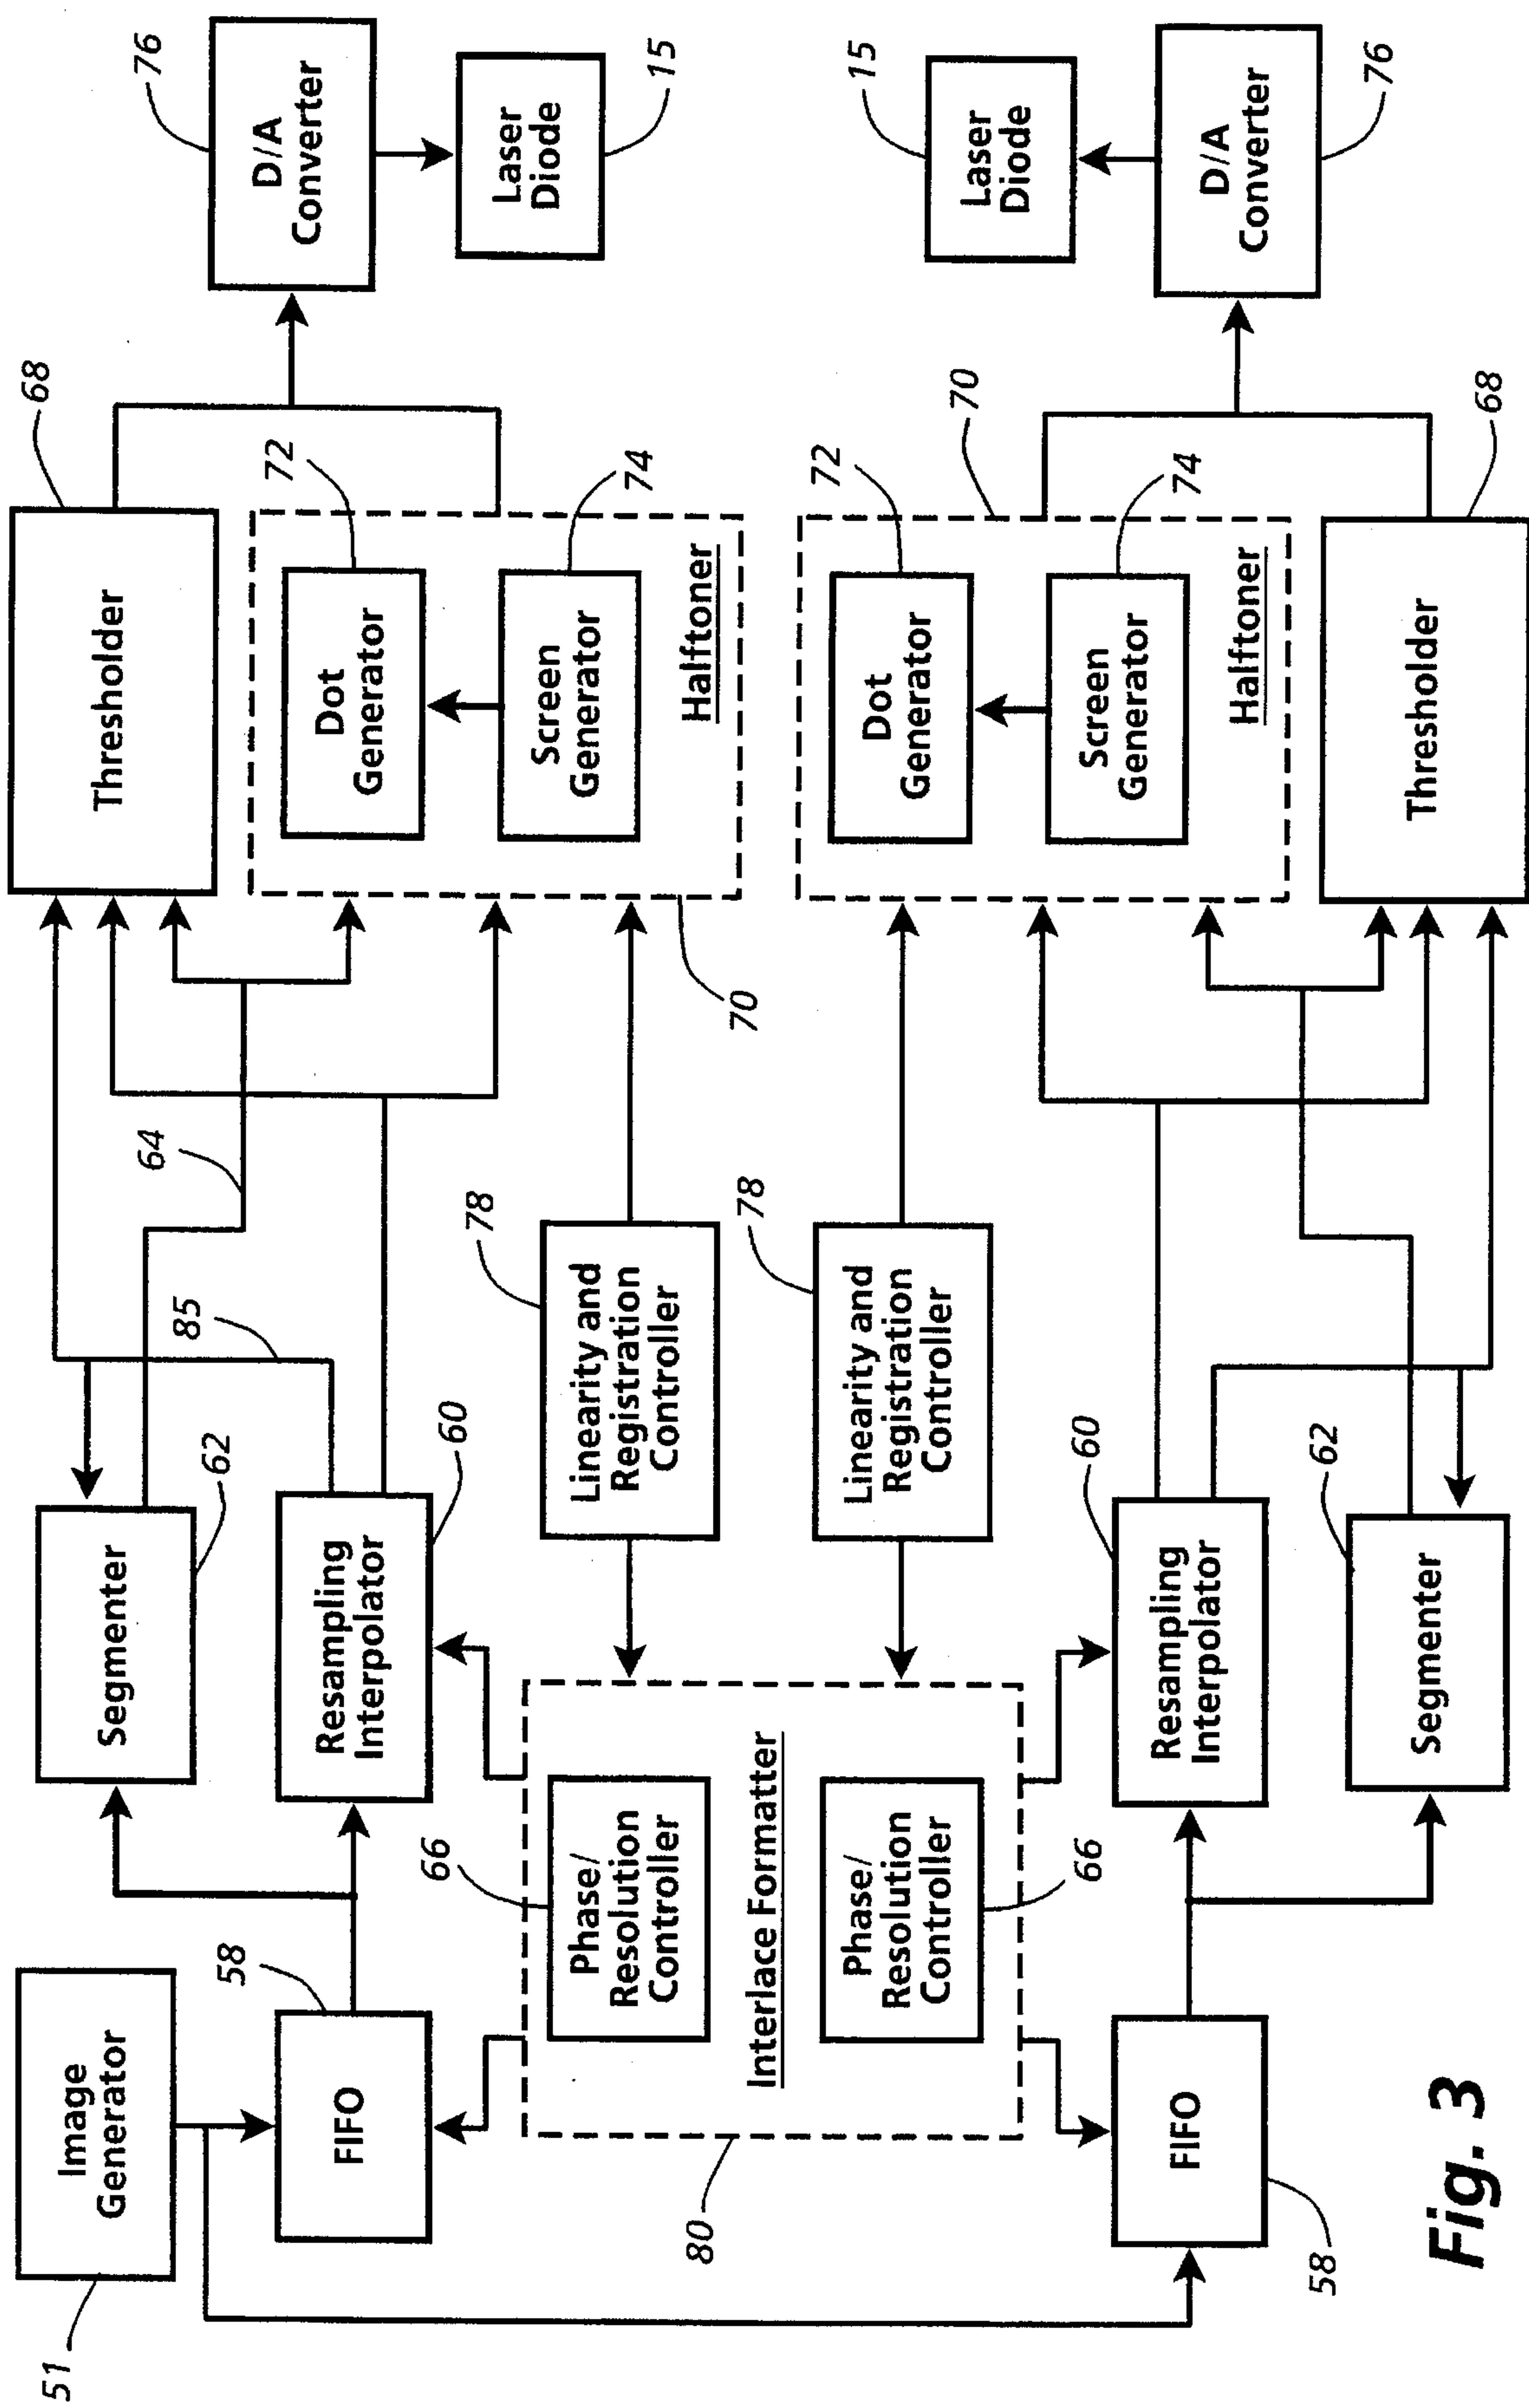 51
Image
Generator
FIFO
58
Segmenter
62
Resampling
Interpolator
60
85
64
Thresholder
68
Dot
Generator
72
Screen
Generator
74
Halftoner
70
D/A
Converter
76
Laser
Diode
15
Phase/
Resolution
Controller
66
Linearity and
Registration
Controller
78
Interlace Formatter
80
Phase/
Resolution
Controller
66
Linearity and
Registration
Controller
78
Dot
Generator
72
Screen
Generator
74
Halftoner
70
Laser
Diode
15
D/A
Converter
76
FIFO
58
Resampling
Interpolator
60
Segmenter
62
Thresholder
68
Fig. 3